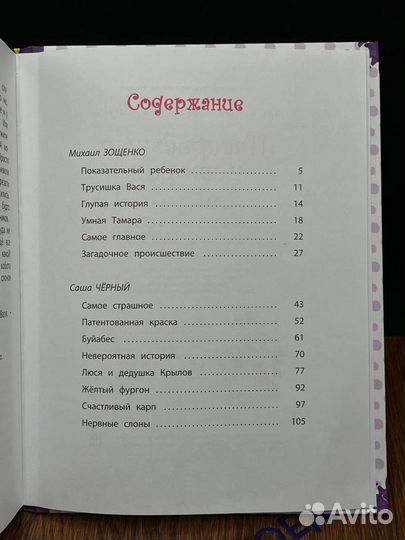 Содержание
Михаил ЗОЩЕНКО
Показательный ребенок ........ 5
Трусишка Вася ........ 11
Глупая история ........ 14
Умная Тамара ........ 18
Самое главное ........ 22
Загадочное происшествие ........ 27
Саша ЧЁРНЫЙ
Самое страшное ........ 43
Патентованная краска ........ 52
Буйабес ........ 61
Невероятная история ........ 70
Люся и дедушка Крылов ........ 77
Жёлтый фургон ........ 92
Счастливый карп ........ 97
Нервные слоны ........ 105
Avito